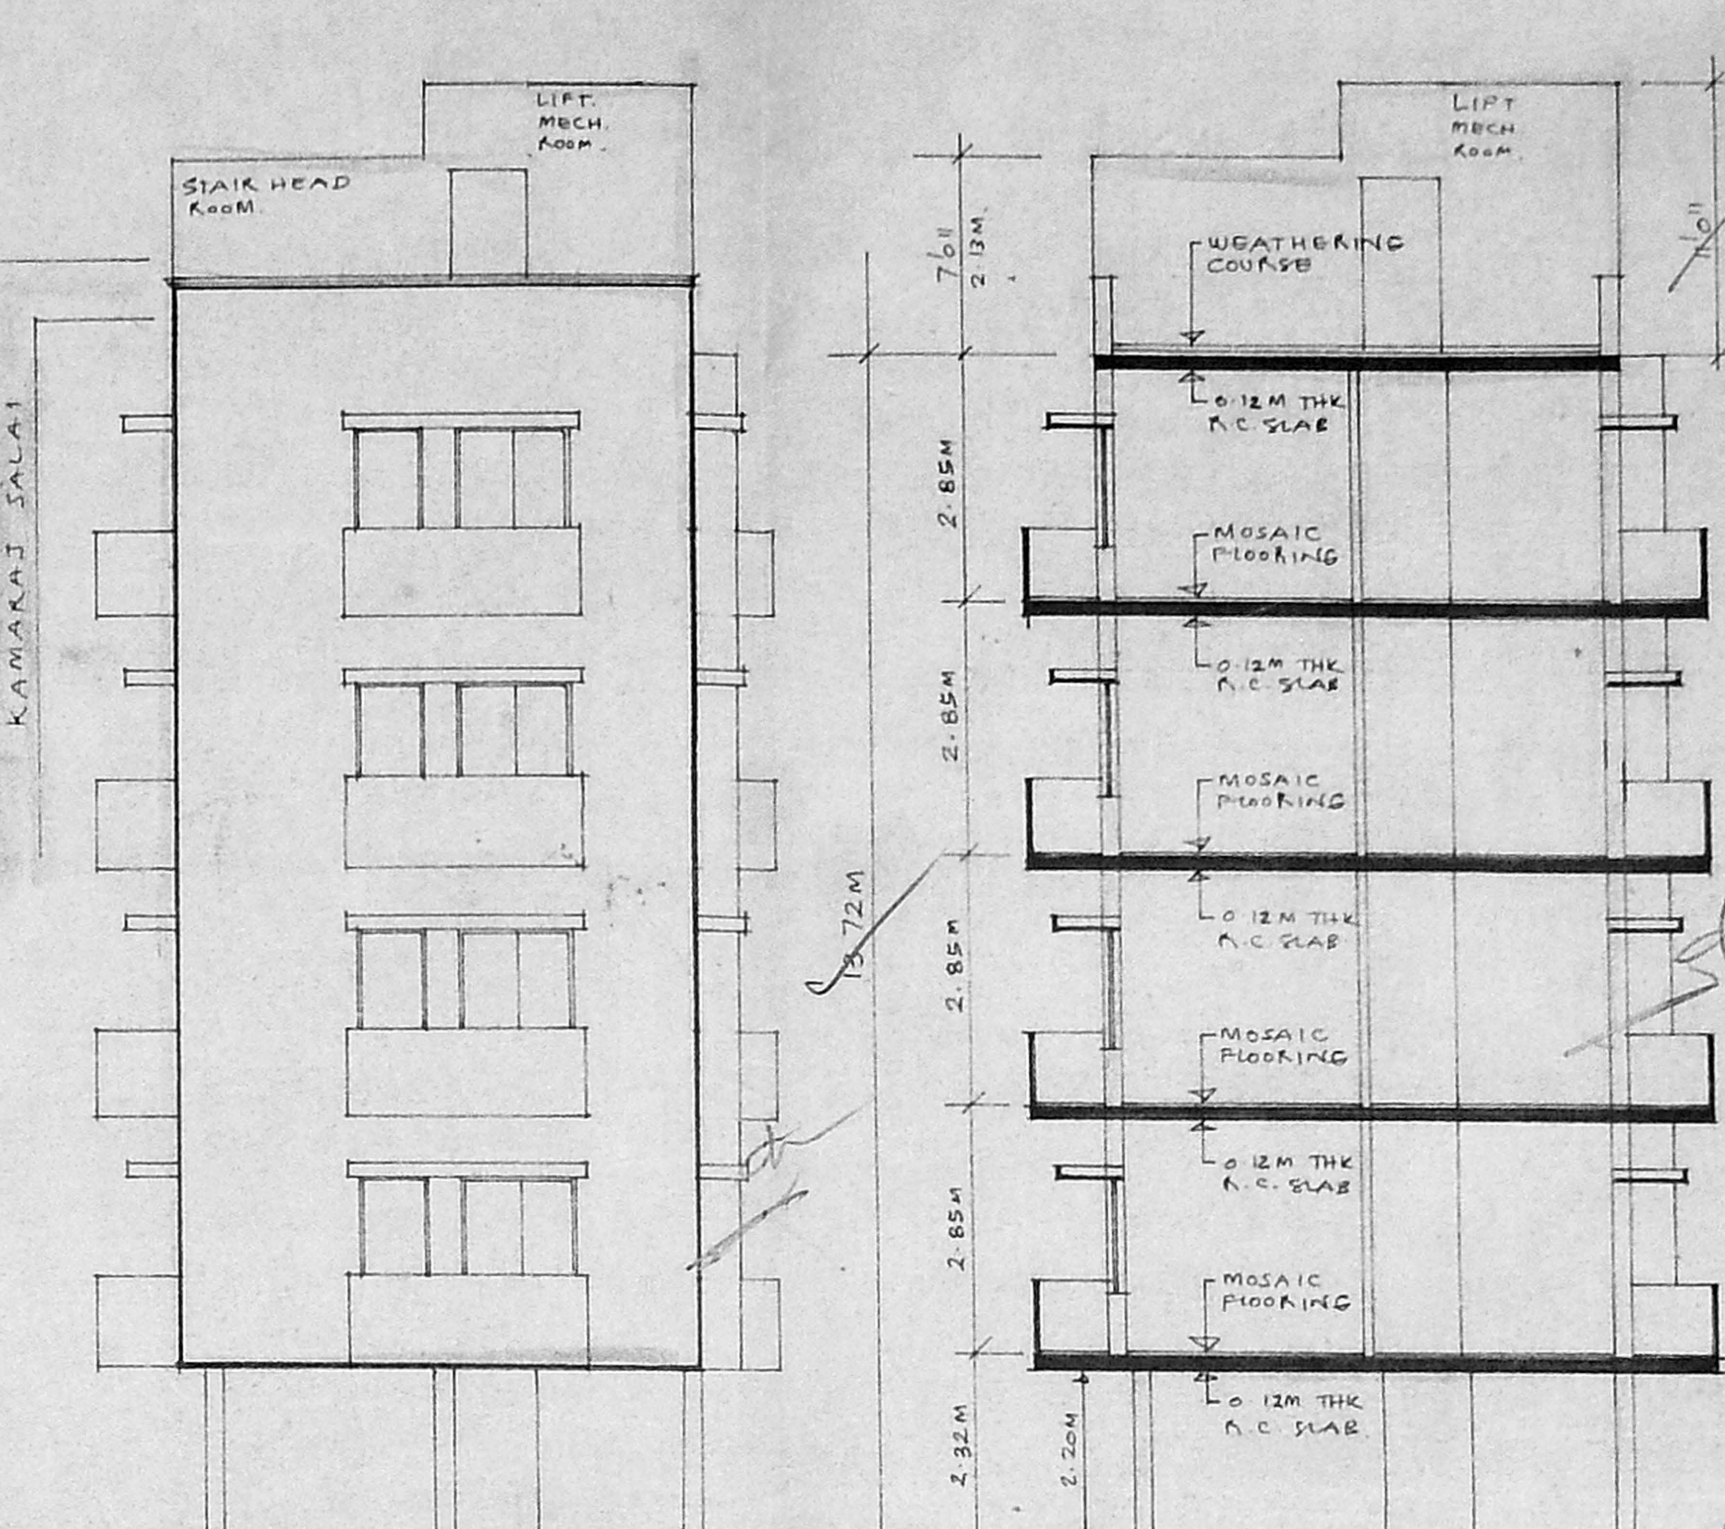 LIFT.
MECH.
ROOM.
STAIR HEAD
ROOM.
KAMARAJ SALAI
LIFT
MECH
ROOM.
7'0"
2.13M.
7'0"
WEATHERING
COURSE
0.12M THK
R.C. SLAB
2.85M
MOSAIC
FLOORING
0.12M THK
R.C. SLAB
2.85M
MOSAIC
FLOORING
13.72M
0.12M THK
R.C. SLAB
2.85M
MOSAIC
FLOORING
0.12M THK
R.C. SLAB
2.85M
MOSAIC
FLOORING
0.12M THK
R.C. SLAB.
2.32M
2.20M